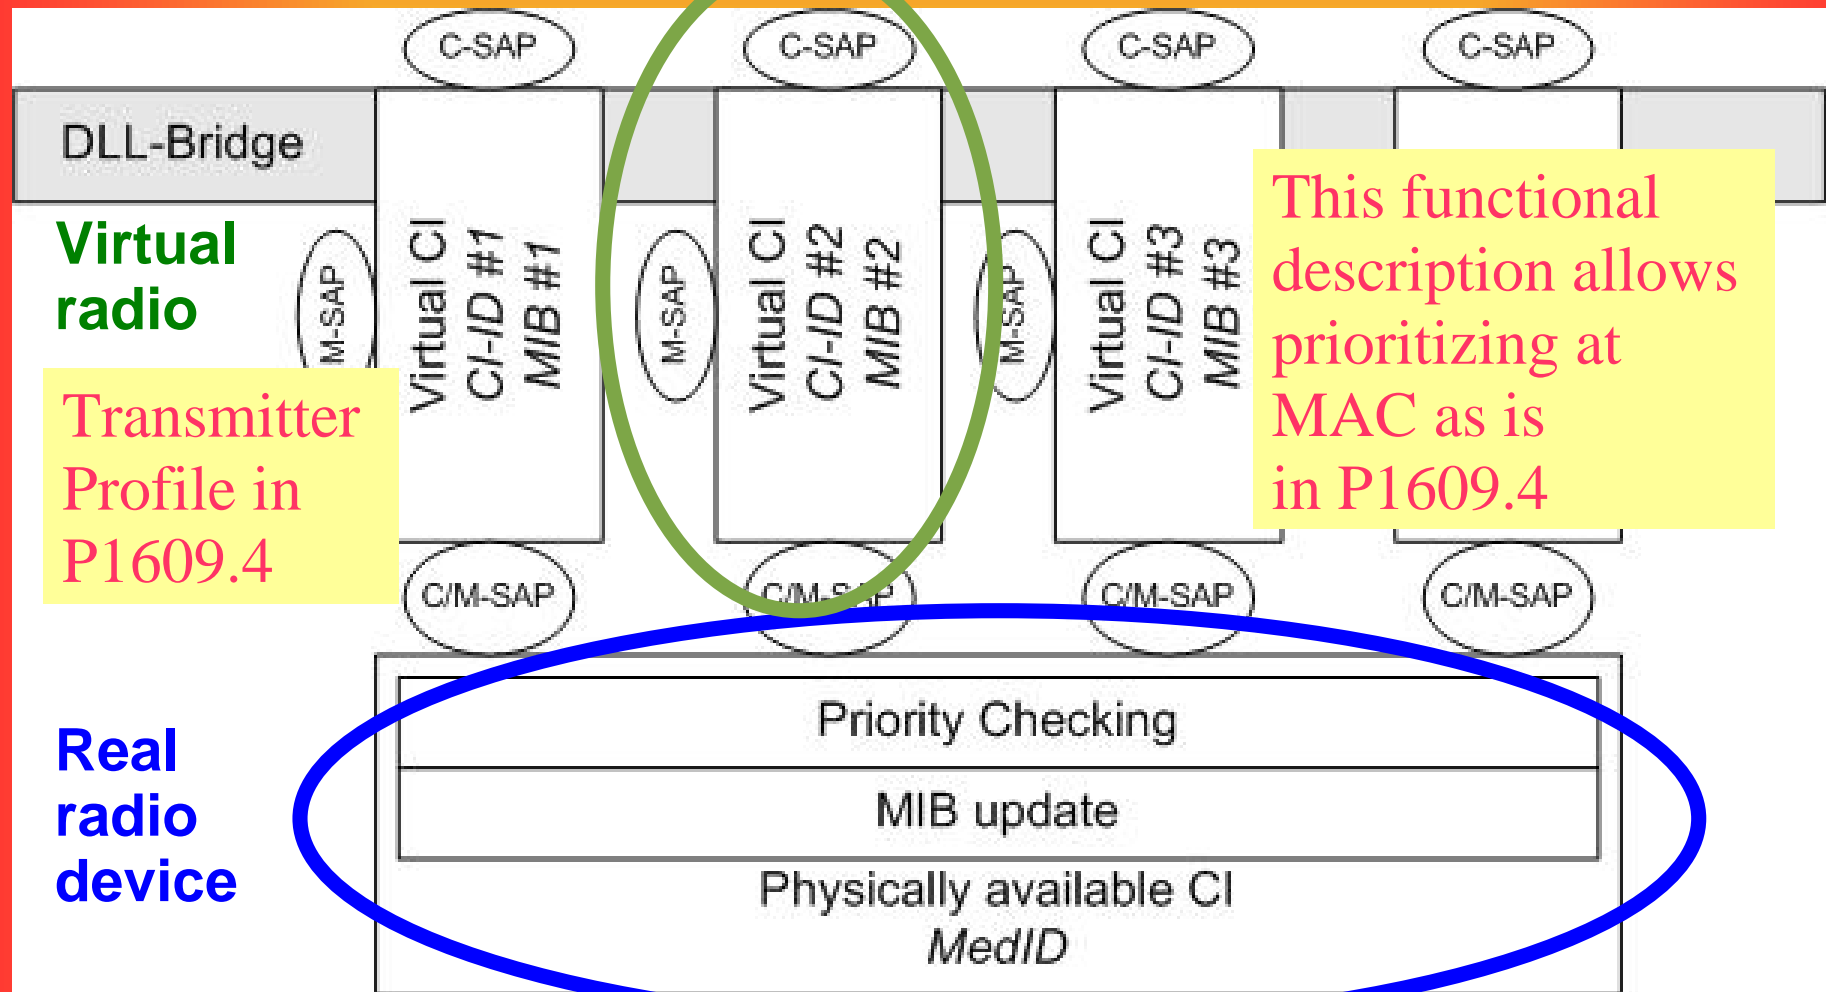 C-SAP
C-SAP
C-SAP
C-SAP
DLL-Bridge
Virtual
radio
M-SAP
Virtual CI
CI-ID #1
MIB #1
M-SAP
Virtual CI
CI-ID #2
MIB #2
M-SAP
Virtual CI
CI-ID #3
MIB #3
This functional
description allows
prioritizing at
MAC as is
in P1609.4
Transmitter
Profile in
P1609.4
C/M-SAP
C/M-SAP
C/M-SAP
C/M-SAP
Real
radio
device
Priority Checking
MIB update
Physically available CI
MedID